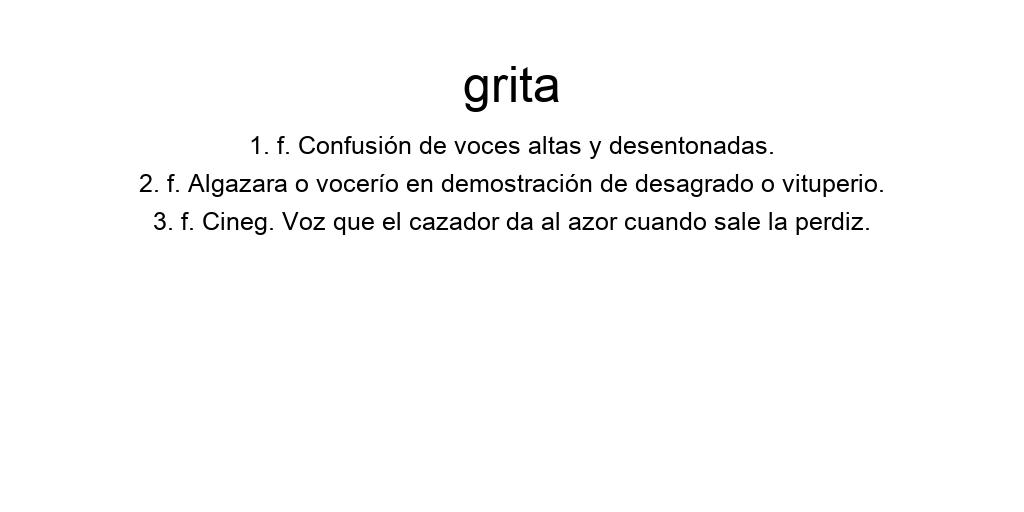 grita
1. f. Confusión de voces altas y desentonadas.
2. f. Algazara o vocerío en demostración de desagrado o vituperio.
3. f. Cineg. Voz que el cazador da al azor cuando sale la perdiz.